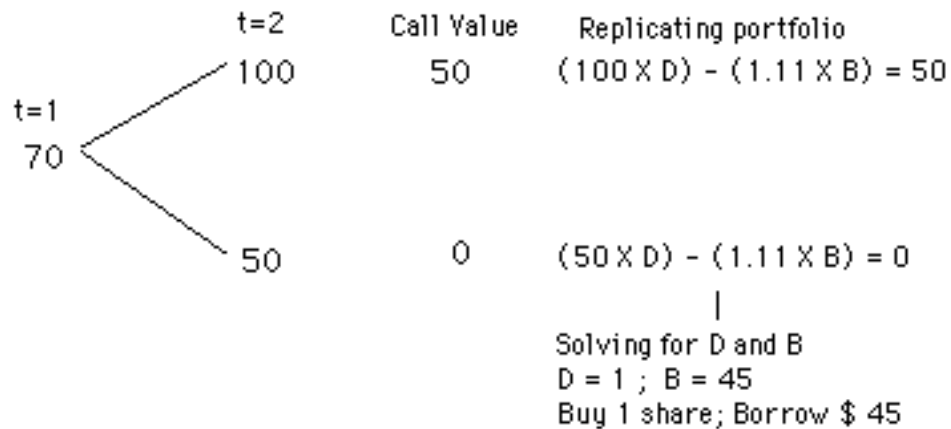 t=2 Call Value Replicating portfolio
100 50 (100 X D) - (1.11 X B) = 50
t=1
70
50 0 (50 X D) - (1.11 X B) = 0
Solving for D and B
D = 1 ; B = 45
Buy 1 share; Borrow $ 45